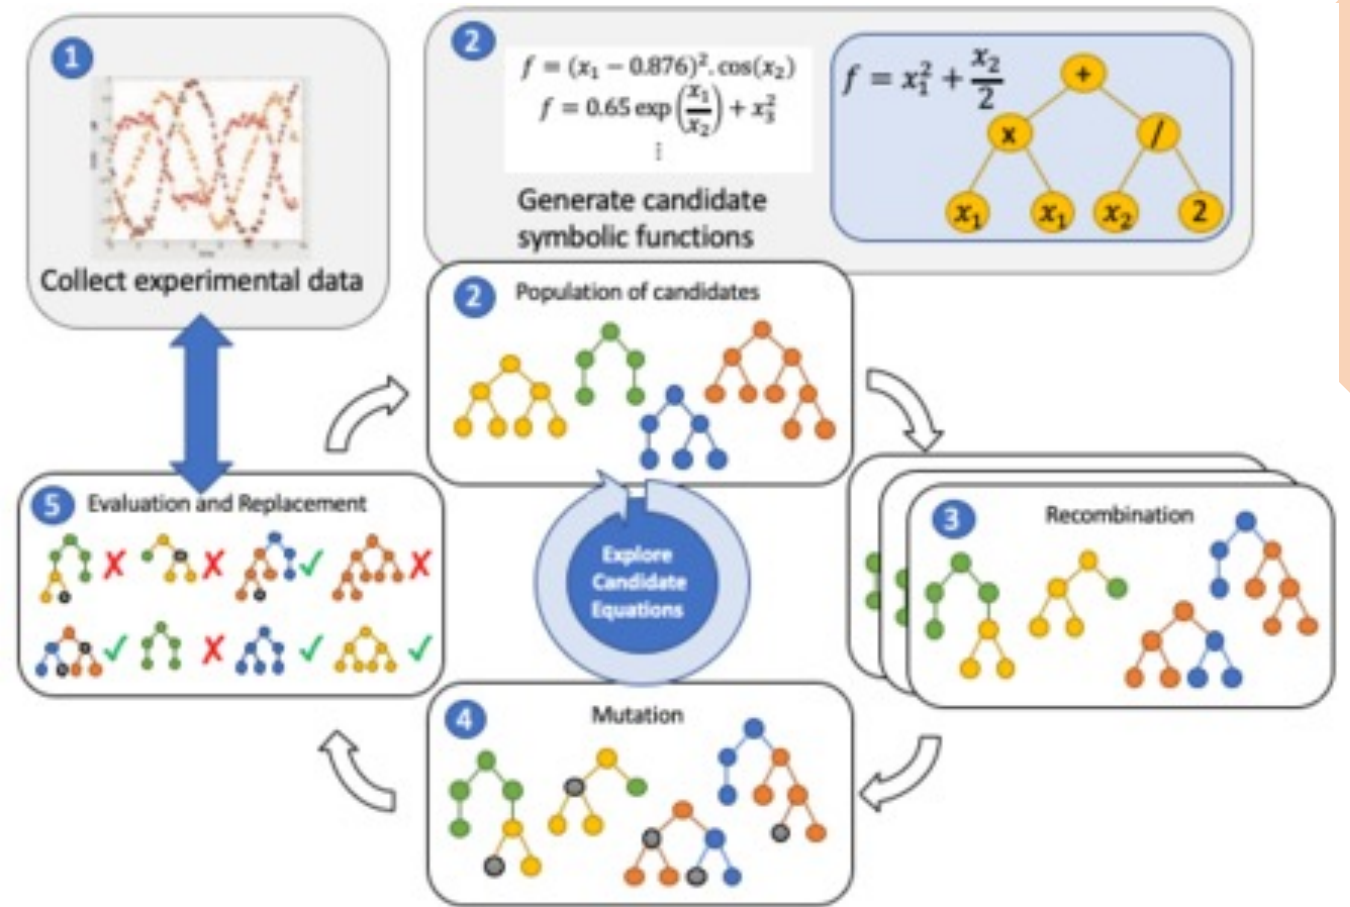 1
Collect experimental data
2
f = (x₁ − 0.876)². cos(x₂)
f = 0.65 exp(x₁/x₂) + x₃²
⋮
Generate candidate
symbolic functions
f = x₁² + x₂/2
+
x /
x₁ x₁ x₂ 2
2 Population of candidates
3 Recombination
4 Mutation
5 Evaluation and Replacement
Explore
Candidate
Equations